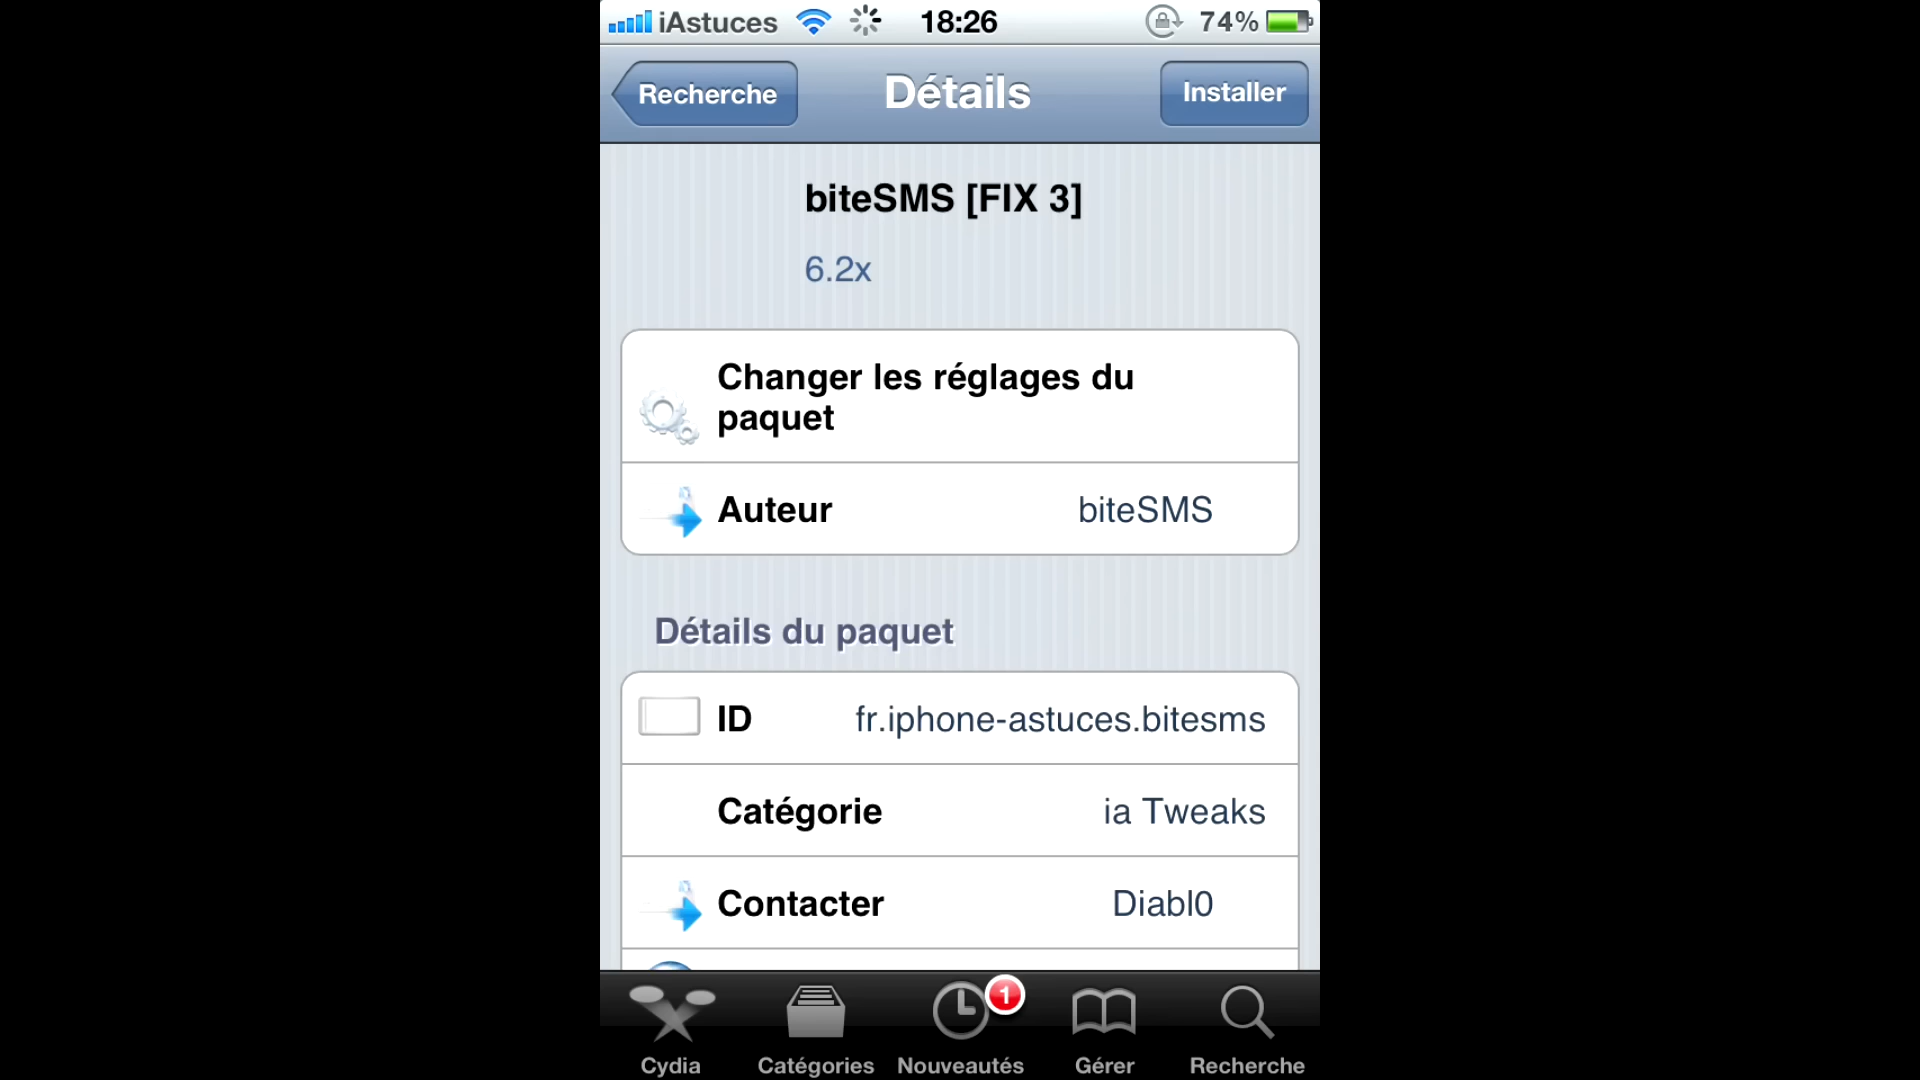 iAstuces 18:26 74%
Recherche Détails Installer
biteSMS [FIX 3]
6.2x
Changer les réglages du
paquet
Auteur biteSMS
Détails du paquet
ID fr.iphone-astuces.bitesms
Catégorie ia Tweaks
Contacter Diabl0
1
Cydia Catégories Nouveautés Gérer Recherche